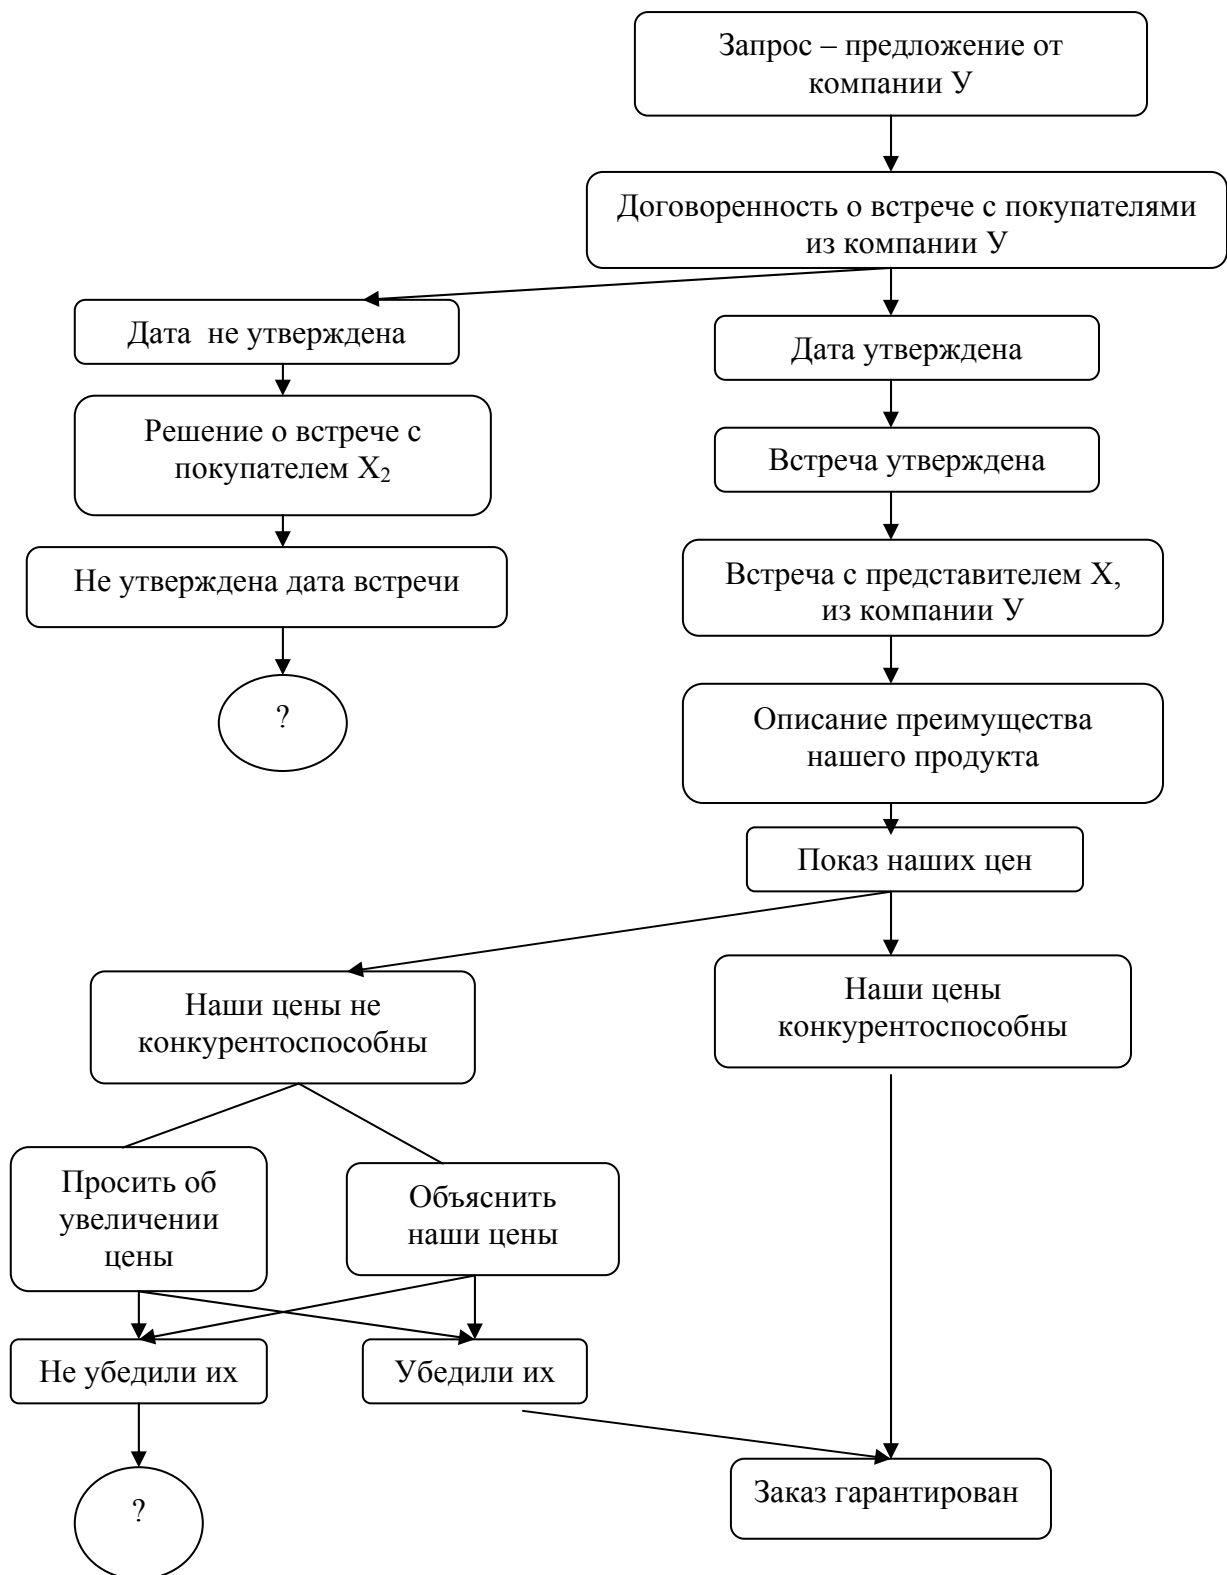 Запрос – предложение от
компании У
Договоренность о встрече с покупателями
из компании У
Дата  не утверждена
Дата утверждена
Решение о встрече с
покупателем Х₂
Встреча утверждена
Не утверждена дата встречи
Встреча с представителем Х,
из компании У
?
Описание преимущества
нашего продукта
Показ наших цен
Наши цены не
конкурентоспособны
Наши цены
конкурентоспособны
Просить об
увеличении
цены
Объяснить
наши цены
Не убедили их
Убедили их
?
Заказ гарантирован